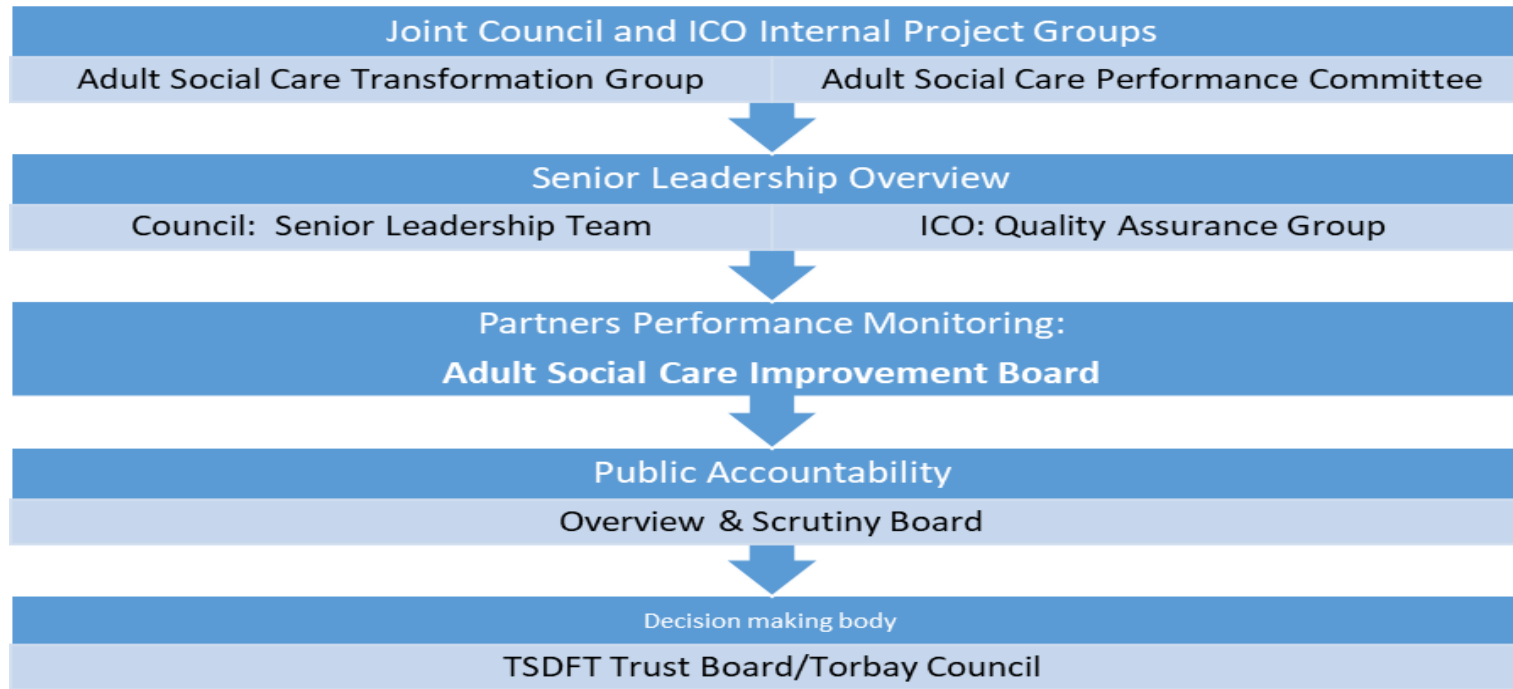 Joint Council and ICO Internal Project Groups
Adult Social Care Transformation Group
Adult Social Care Performance Committee
Senior Leadership Overview
Council: Senior Leadership Team
ICO: Quality Assurance Group
Partners Performance Monitoring:
Adult Social Care Improvement Board
Public Accountability
Overview & Scrutiny Board
Decision making body
TSDFT Trust Board/Torbay Council